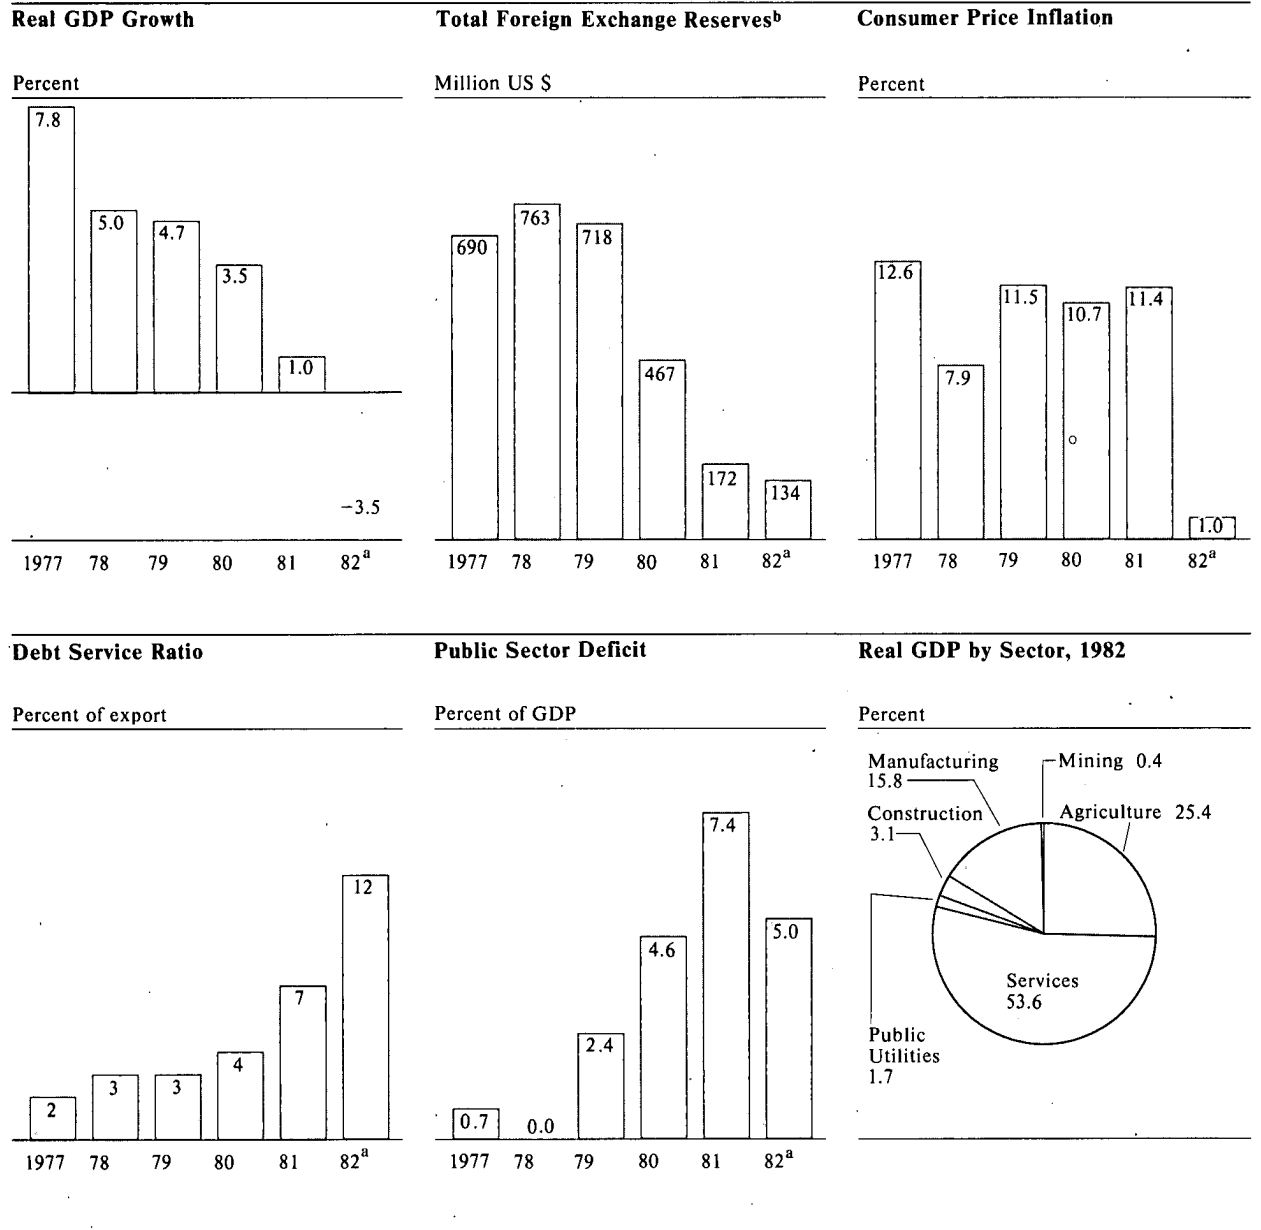 Real GDP Growth
Percent
7.8
5.0
4.7
3.5
1.0
−3.5
1977 78 79 80 81 82a
Total Foreign Exchange Reservesb
Million US $
690
763
718
467
172
134
1977 78 79 80 81 82a
Consumer Price Inflation
Percent
12.6
7.9
11.5
10.7
11.4
1.0
1977 78 79 80 81 82a
Debt Service Ratio
Percent of export
2
3
3
4
7
12
1977 78 79 80 81 82a
Public Sector Deficit
Percent of GDP
0.7
0.0
2.4
4.6
7.4
5.0
1977 78 79 80 81 82a
Real GDP by Sector, 1982
Percent
Manufacturing
15.8
Mining 0.4
Construction
3.1
Agriculture 25.4
Services
53.6
Public
Utilities
1.7